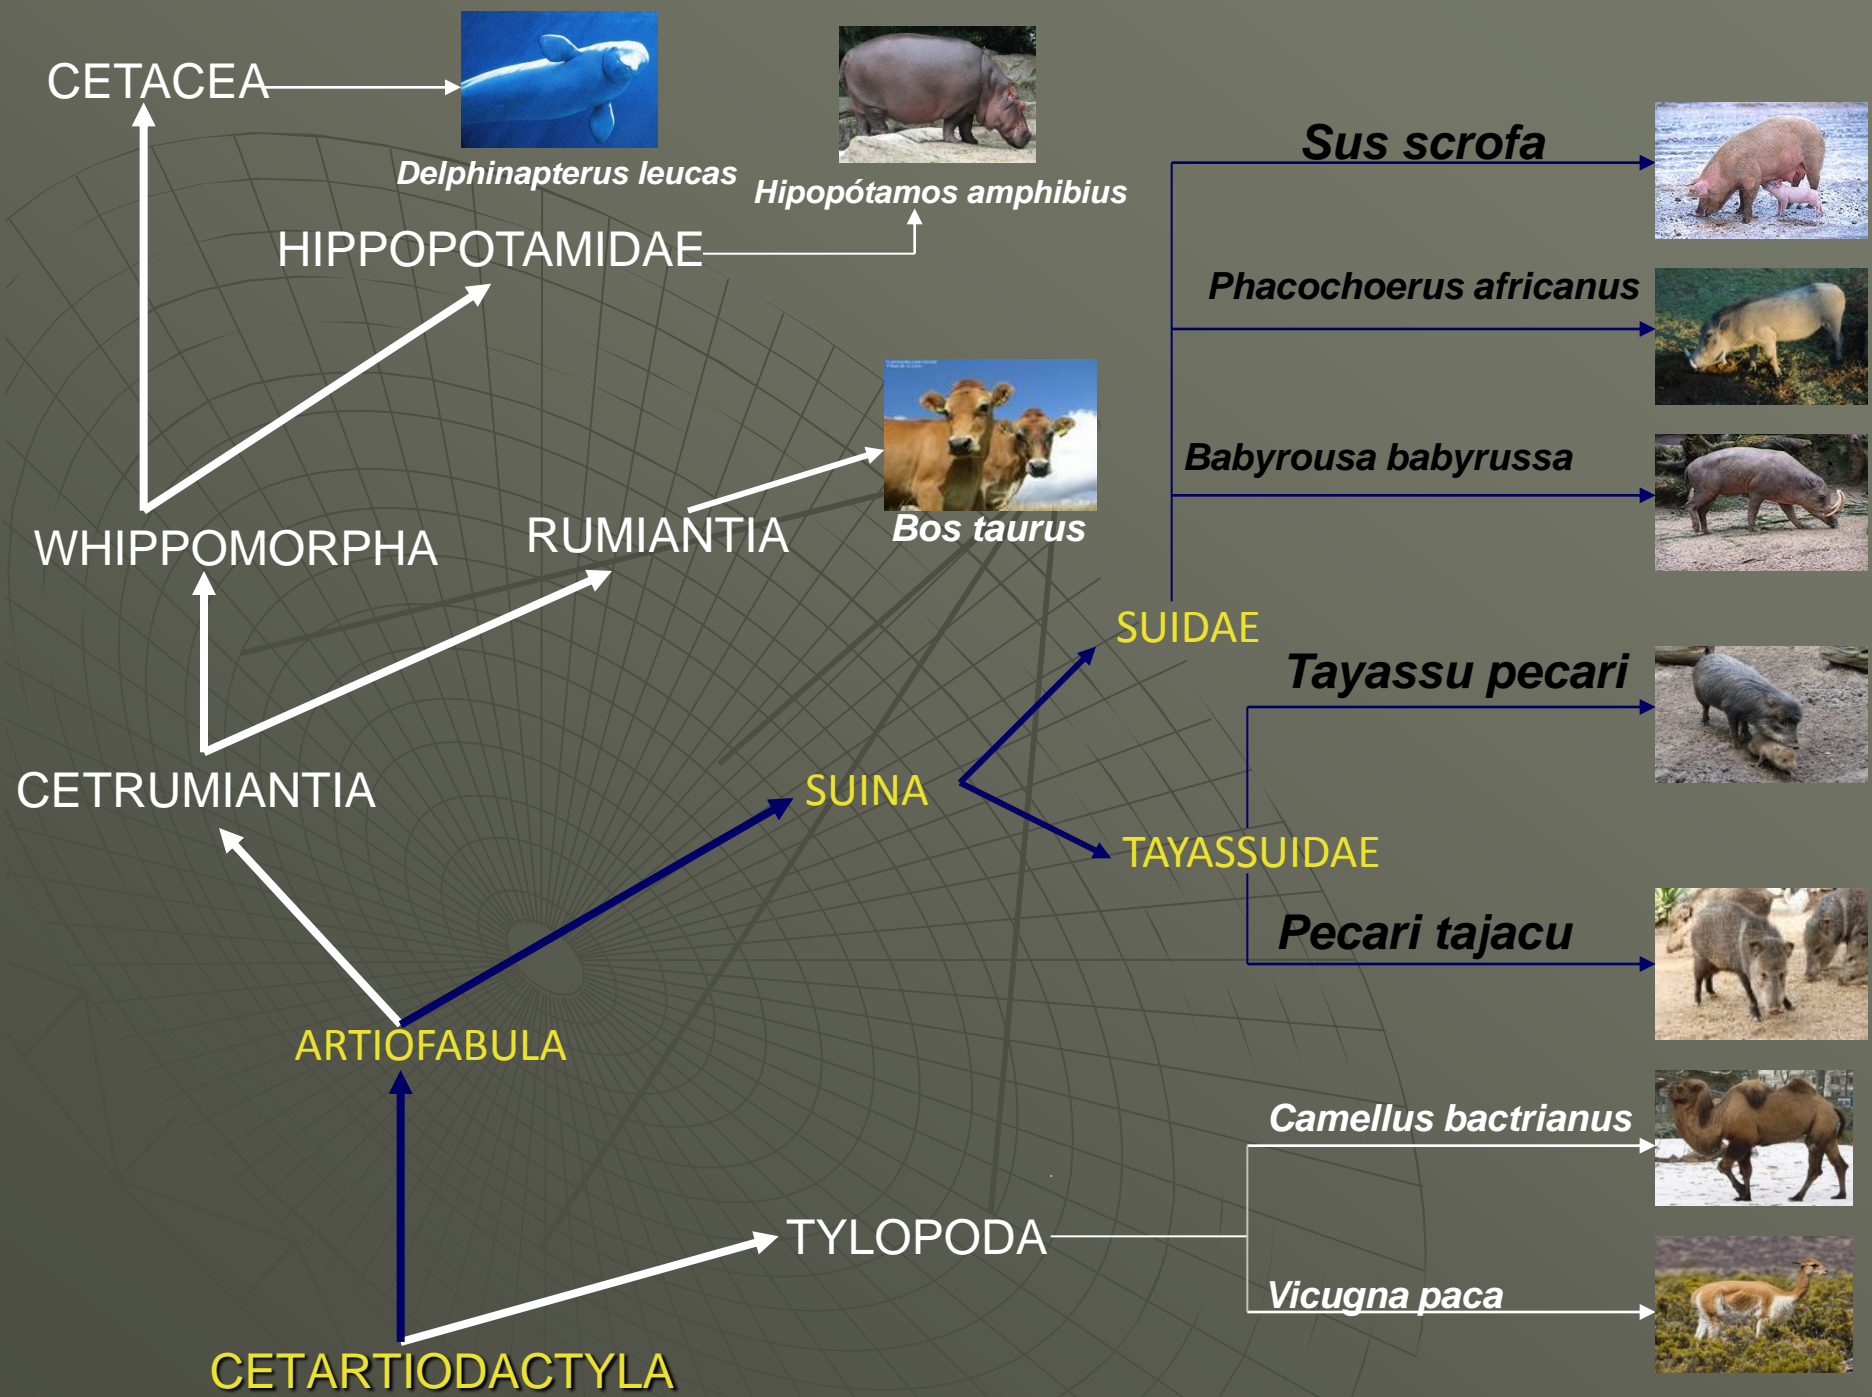 CETACEA
Delphinapterus leucas
Hipopótamos amphibius
HIPPOPOTAMIDAE
Sus scrofa
Phacochoerus africanus
Babyrousa babyrussa
Bos taurus
RUMIANTIA
WHIPPOMORPHA
SUIDAE
Tayassu pecari
CETRUMIANTIA
SUINA
TAYASSUIDAE
Pecari tajacu
ARTIOFABULA
Camellus bactrianus
TYLOPODA
Vicugna paca
CETARTIODACTYLA